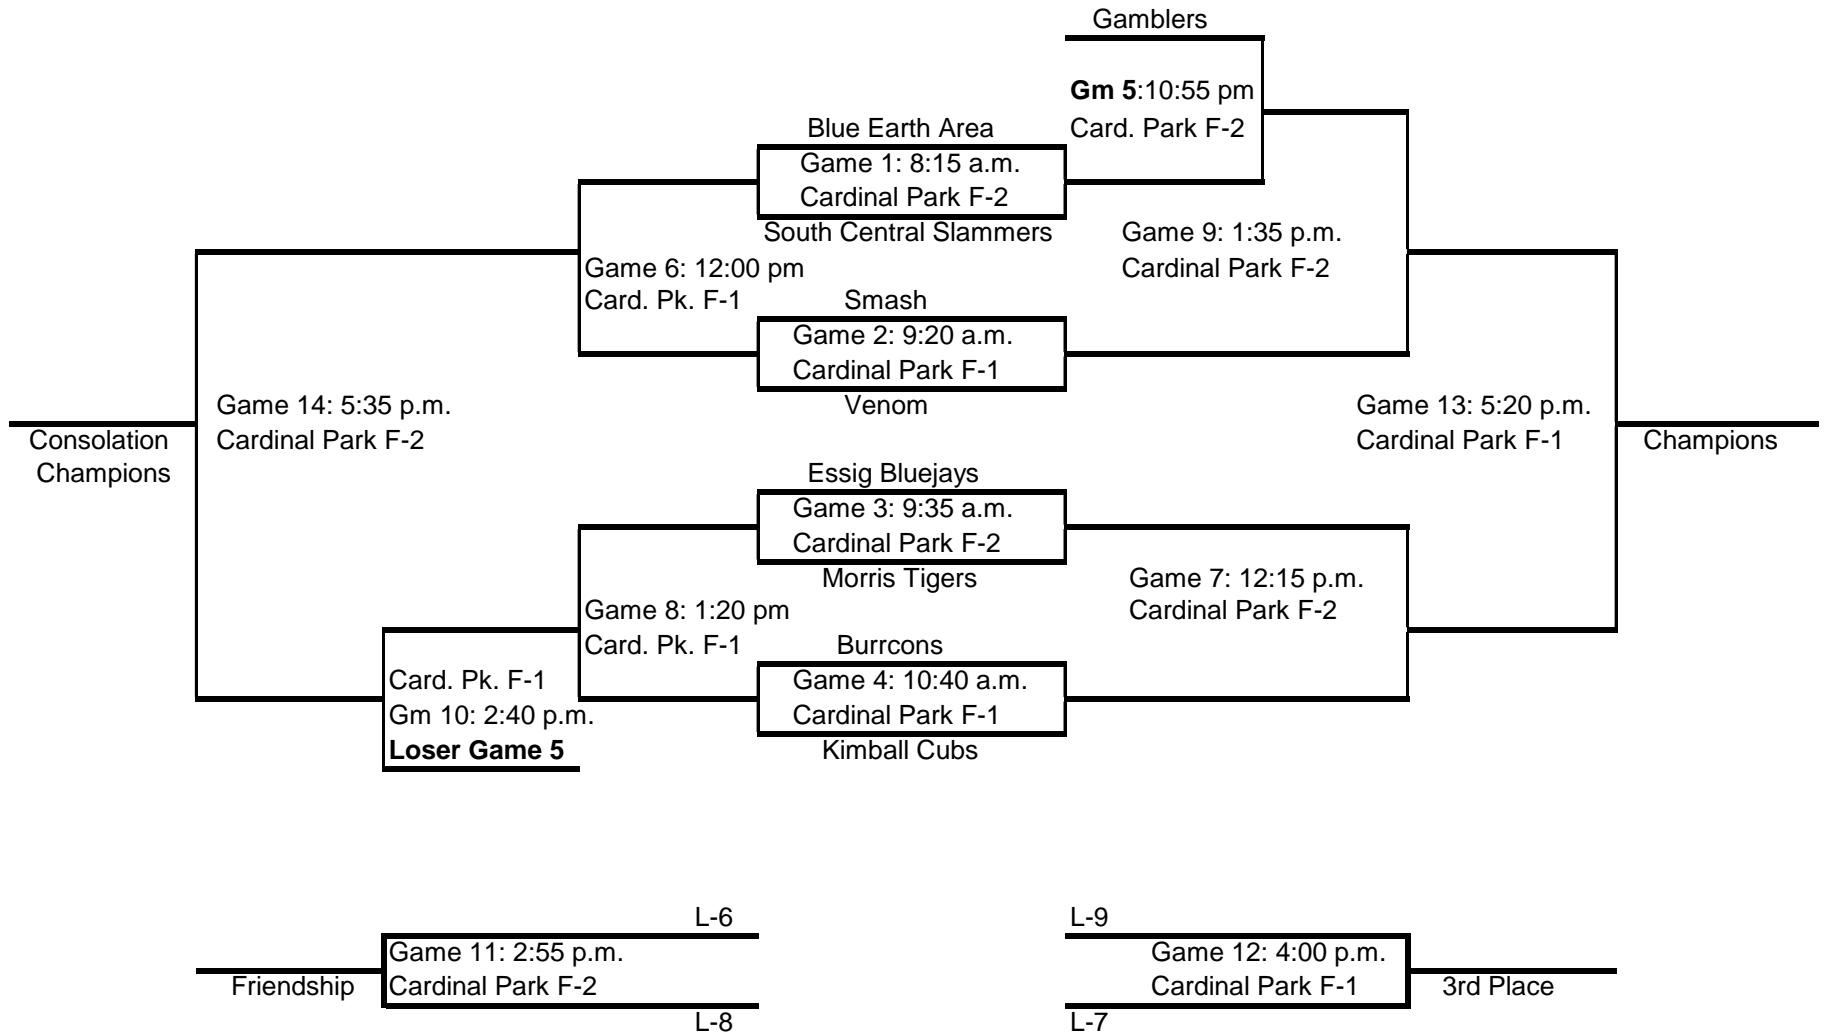 Gamblers
Gm 5:10:55 pm
Card. Park F-2
Blue Earth Area
Game 1: 8:15 a.m.
Cardinal Park F-2
South Central Slammers
Game 9: 1:35 p.m.
Cardinal Park F-2
Game 6: 12:00 pm
Card. Pk. F-1
Smash
Game 2: 9:20 a.m.
Cardinal Park F-1
Venom
Game 14: 5:35 p.m.
Cardinal Park F-2
Consolation
Champions
Game 13: 5:20 p.m.
Cardinal Park F-1
Champions
Essig Bluejays
Game 3: 9:35 a.m.
Cardinal Park F-2
Morris Tigers
Game 7: 12:15 p.m.
Cardinal Park F-2
Game 8: 1:20 pm
Card. Pk. F-1
Burrcons
Game 4: 10:40 a.m.
Cardinal Park F-1
Kimball Cubs
Card. Pk. F-1
Gm 10: 2:40 p.m.
Loser Game 5
L-6
Game 11: 2:55 p.m.
Cardinal Park F-2
Friendship
L-8
L-9
Game 12: 4:00 p.m.
Cardinal Park F-1
3rd Place
L-7